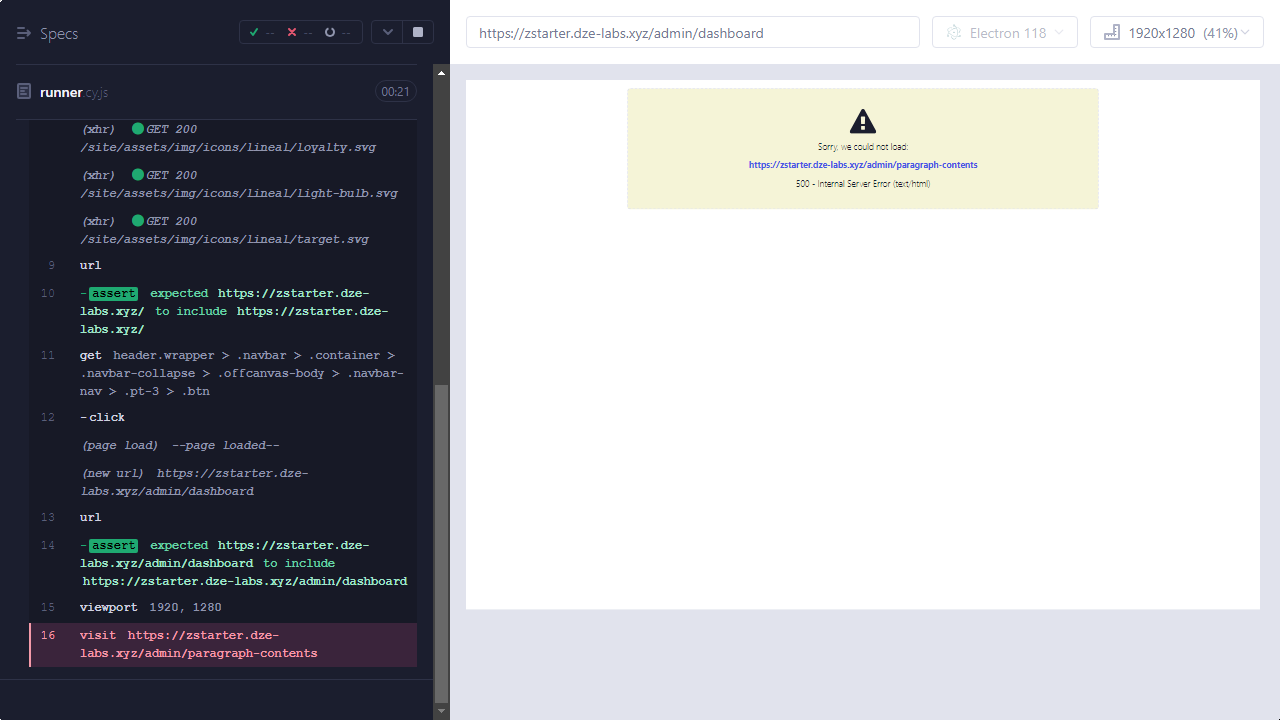 Specs
--
--
--
runner.cy.js
00:21
(xhr) GET 200
/site/assets/img/icons/lineal/loyalty.svg
(xhr) GET 200
/site/assets/img/icons/lineal/light-bulb.svg
(xhr) GET 200
/site/assets/img/icons/lineal/target.svg
9 url
10 -assert expected https://zstarter.dze-
labs.xyz/ to include https://zstarter.dze-
labs.xyz/
11 get header.wrapper > .navbar > .container >
.navbar-collapse > .offcanvas-body > .navbar-
nav > .pt-3 > .btn
12 -click
(page load) --page loaded--
(new url) https://zstarter.dze-
labs.xyz/admin/dashboard
13 url
14 -assert expected https://zstarter.dze-
labs.xyz/admin/dashboard to include
https://zstarter.dze-labs.xyz/admin/dashboard
15 viewport 1920, 1280
16 visit https://zstarter.dze-
labs.xyz/admin/paragraph-contents
https://zstarter.dze-labs.xyz/admin/dashboard
Electron 118
1920x1280 (41%)
Sorry, we could not load:
https://zstarter.dze-labs.xyz/admin/paragraph-contents
500 - Internal Server Error (text/html)